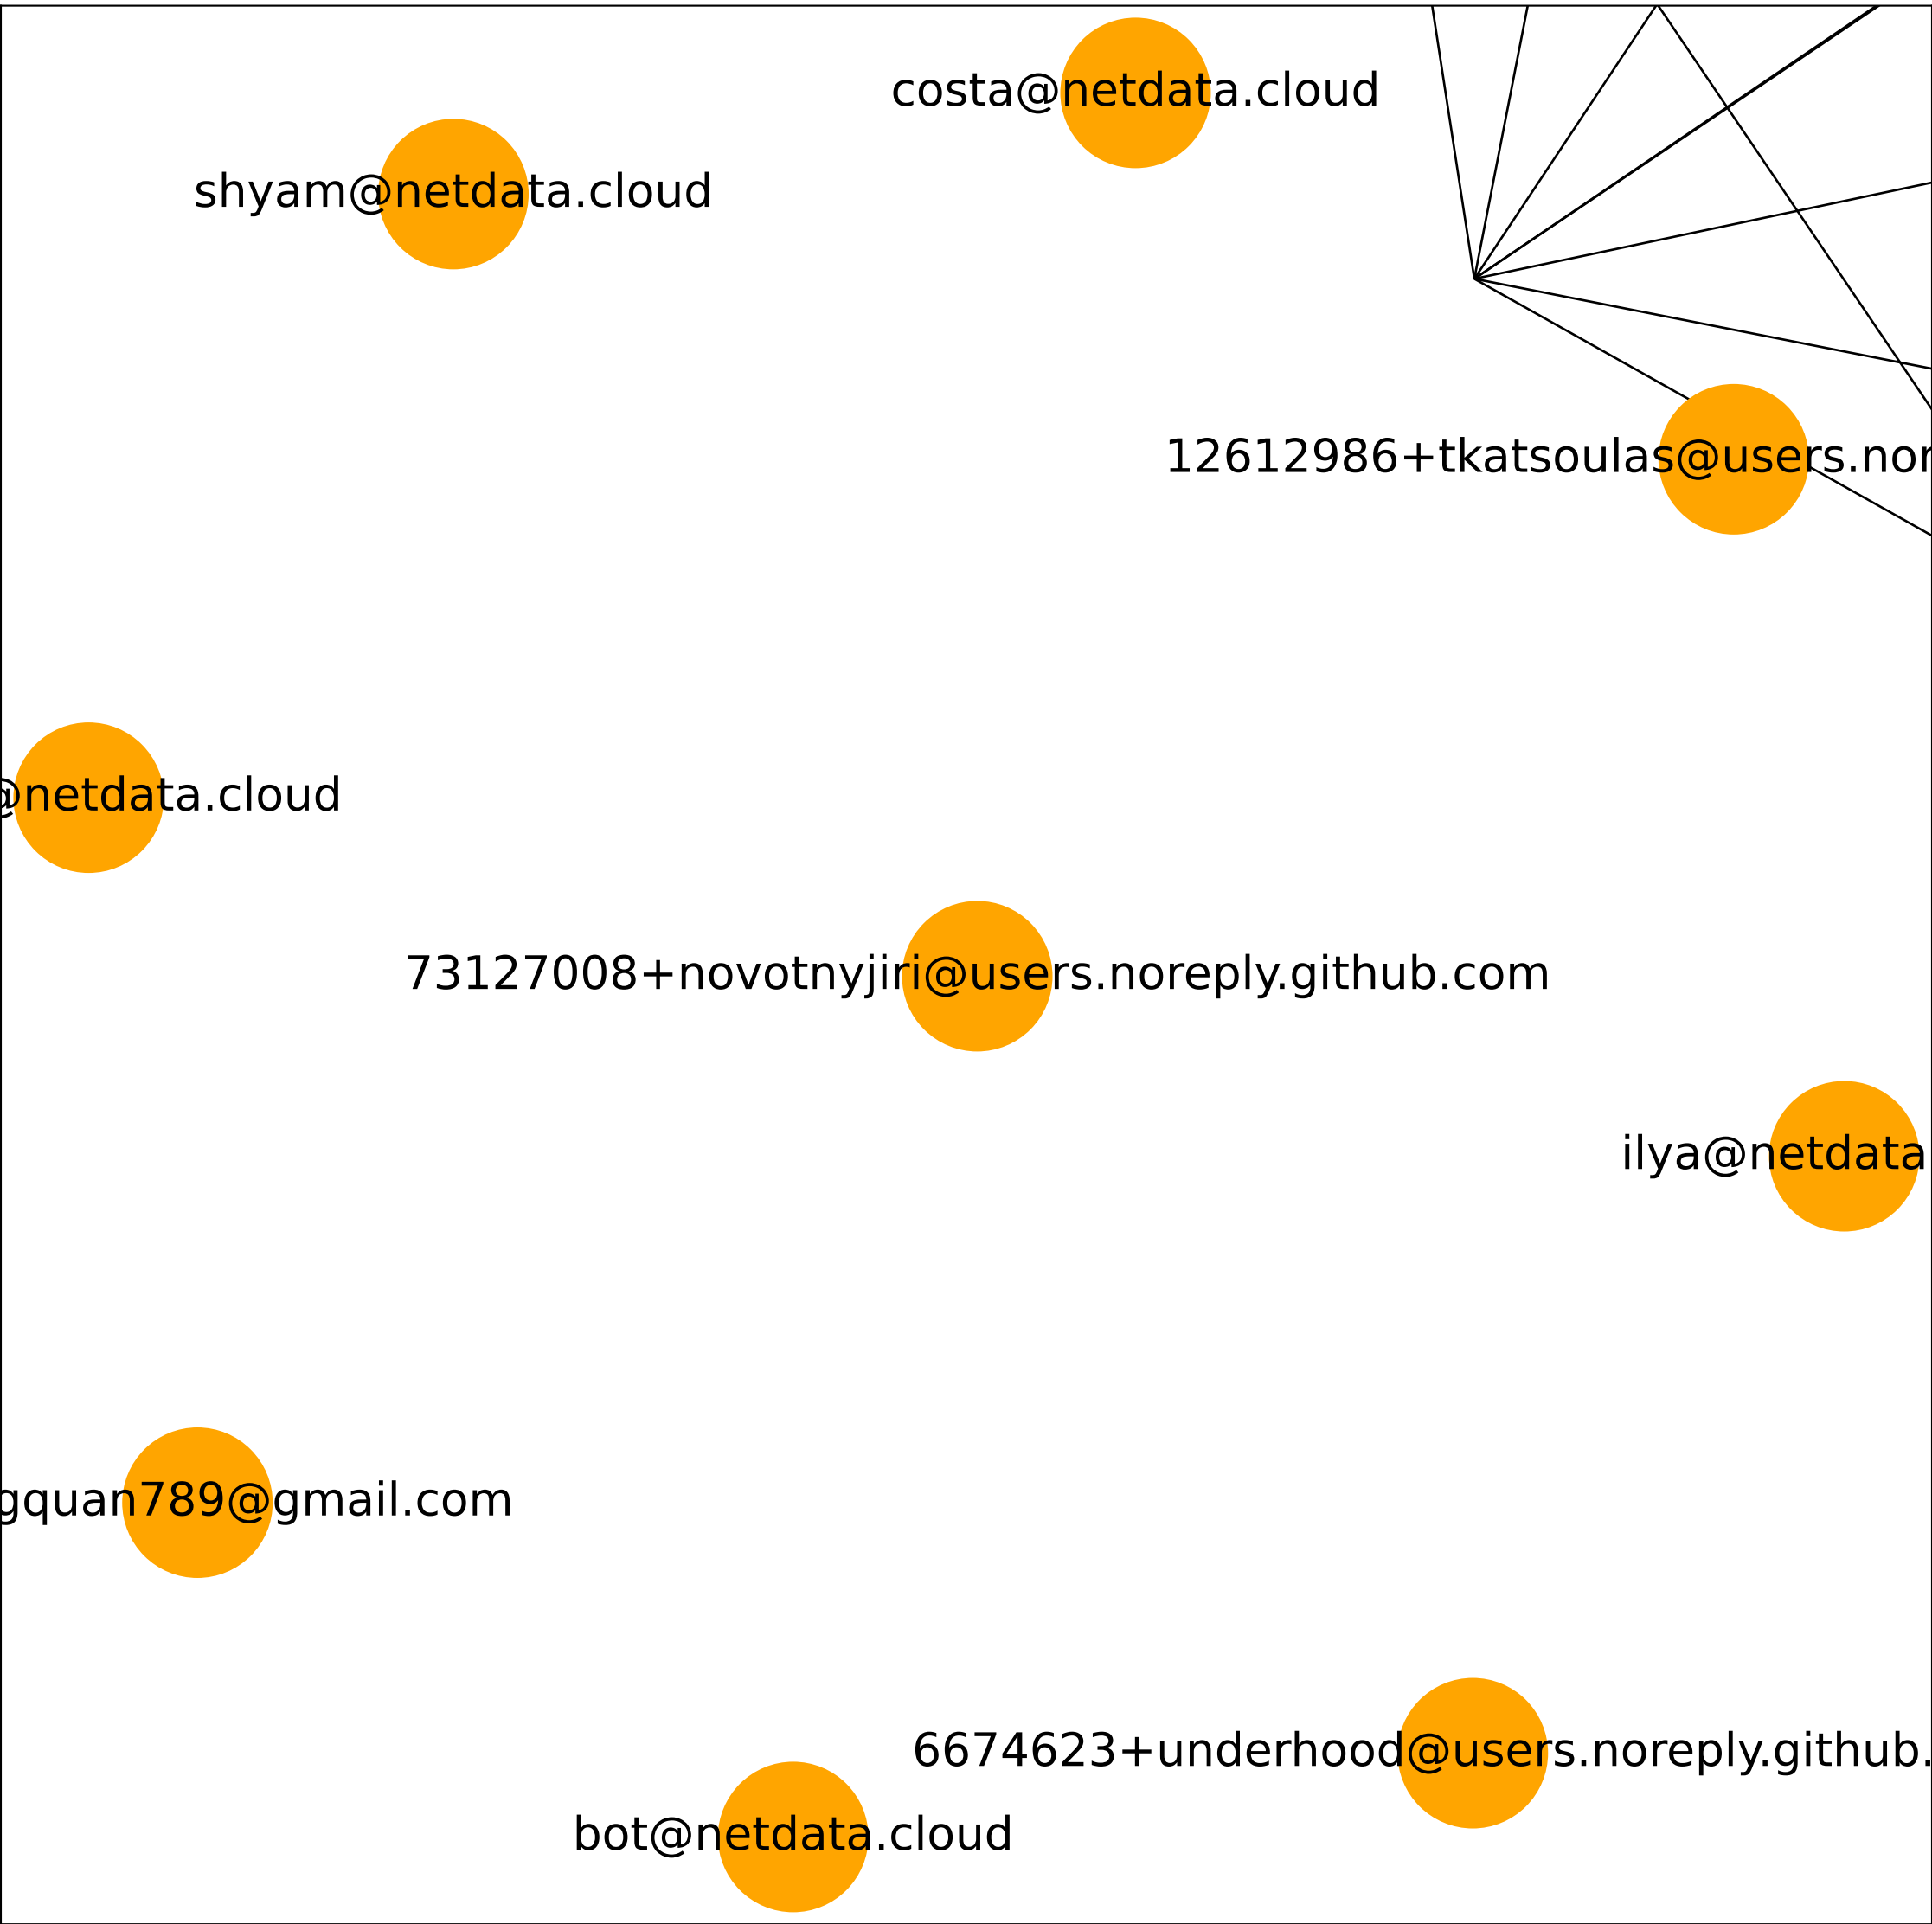 costa@netdata.cloud
shyam@netdata.cloud
12612986+tkatsoulas@users.nor
@netdata.cloud
73127008+novotnyjiri@users.noreply.github.com
ilya@netdata
gquan789@gmail.com
6674623+underhood@users.noreply.github.
bot@netdata.cloud